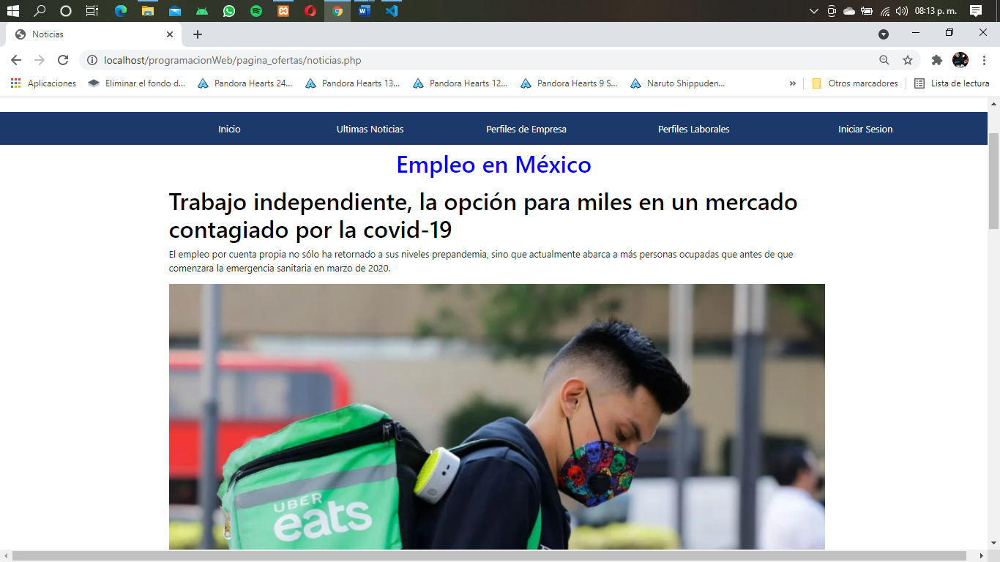 08:13 p. m.
Noticias
localhost/programacionWeb/pagina_ofertas/noticias.php
Aplicaciones
Eliminar el fondo d...
Pandora Hearts 24...
Pandora Hearts 13...
Pandora Hearts 12...
Pandora Hearts 9 S...
Naruto Shippuden...
»
Otros marcadores
Lista de lectura
Inicio
Ultimas Noticias
Perfiles de Empresa
Perfiles Laborales
Iniciar Sesion
Empleo en México
Trabajo independiente, la opción para miles en un mercado
contagiado por la covid-19
El empleo por cuenta propia no sólo ha retornado a sus niveles prepandemia, sino que actualmente abarca a más personas ocupadas que antes de que
comenzara la emergencia sanitaria en marzo de 2020.
UBER
eats